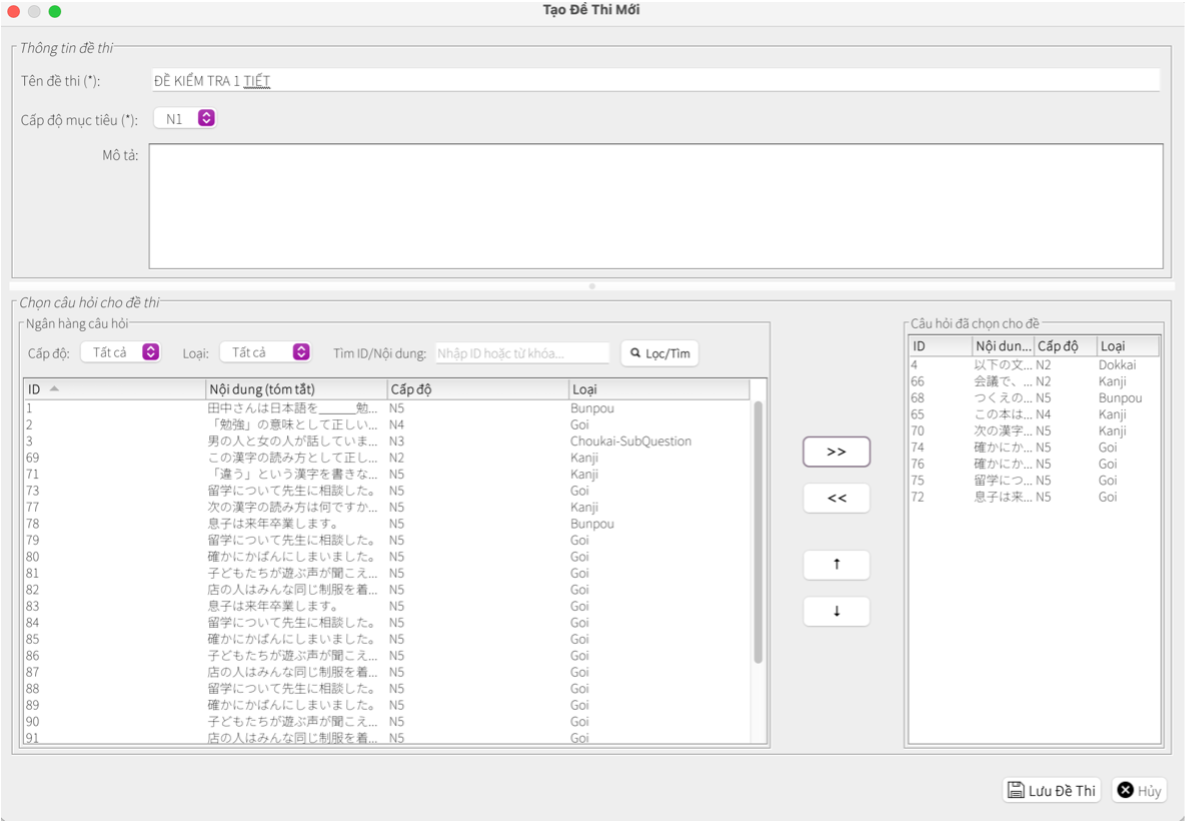 Tạo Đề Thi Mới
Thông tin đề thi
Tên đề thi (*): ĐỀ KIỂM TRA 1 TIẾT
Cấp độ mục tiêu (*): N1
Mô tả:
Chọn câu hỏi cho đề thi
Ngân hàng câu hỏi
Cấp độ: Tất cả Loại: Tất cả Tìm ID/Nội dung: Nhập ID hoặc từ khóa... Lọc/Tìm
ID Nội dung (tóm tắt) Cấp độ Loại
1 田中さんは日本語を_____勉... N5 Bunpou
2 「勉強」の意味として正しい... N4 Goi
3 男の人と女の人が話していま... N3 Choukai-SubQuestion
69 この漢字の読み方として正し... N2 Kanji
71 「違う」という漢字を書きな... N5 Kanji
73 留学について先生に相談した。 N5 Goi
77 次の漢字の読み方は何ですか... N5 Kanji
78 息子は来年卒業します。 N5 Bunpou
79 留学について先生に相談した。 N5 Goi
80 確かにかばんにしまいました。 N5 Goi
81 子どもたちが遊ぶ声が聞こえ... N5 Goi
82 店の人はみんな同じ制服を着... N5 Goi
83 息子は来年卒業します。 N5 Goi
84 留学について先生に相談した。 N5 Goi
85 確かにかばんにしまいました。 N5 Goi
86 子どもたちが遊ぶ声が聞こえ... N5 Goi
87 店の人はみんな同じ制服を着... N5 Goi
88 留学について先生に相談した。 N5 Goi
89 確かにかばんにしまいました。 N5 Goi
90 子どもたちが遊ぶ声が聞こえ... N5 Goi
91 店の人はみんな同じ制服を着... N5 Goi
>>
<<
↑
↓
Câu hỏi đã chọn cho đề
ID Nội dun... Cấp độ Loại
4 以下の文... N2 Dokkai
66 会議で、... N2 Kanji
68 つくえの... N5 Bunpou
65 この本は... N4 Kanji
70 次の漢字... N5 Kanji
74 確かにか... N5 Goi
76 確かにか... N5 Goi
75 留学につ... N5 Goi
72 息子は来... N5 Goi
Lưu Đề Thi Hủy